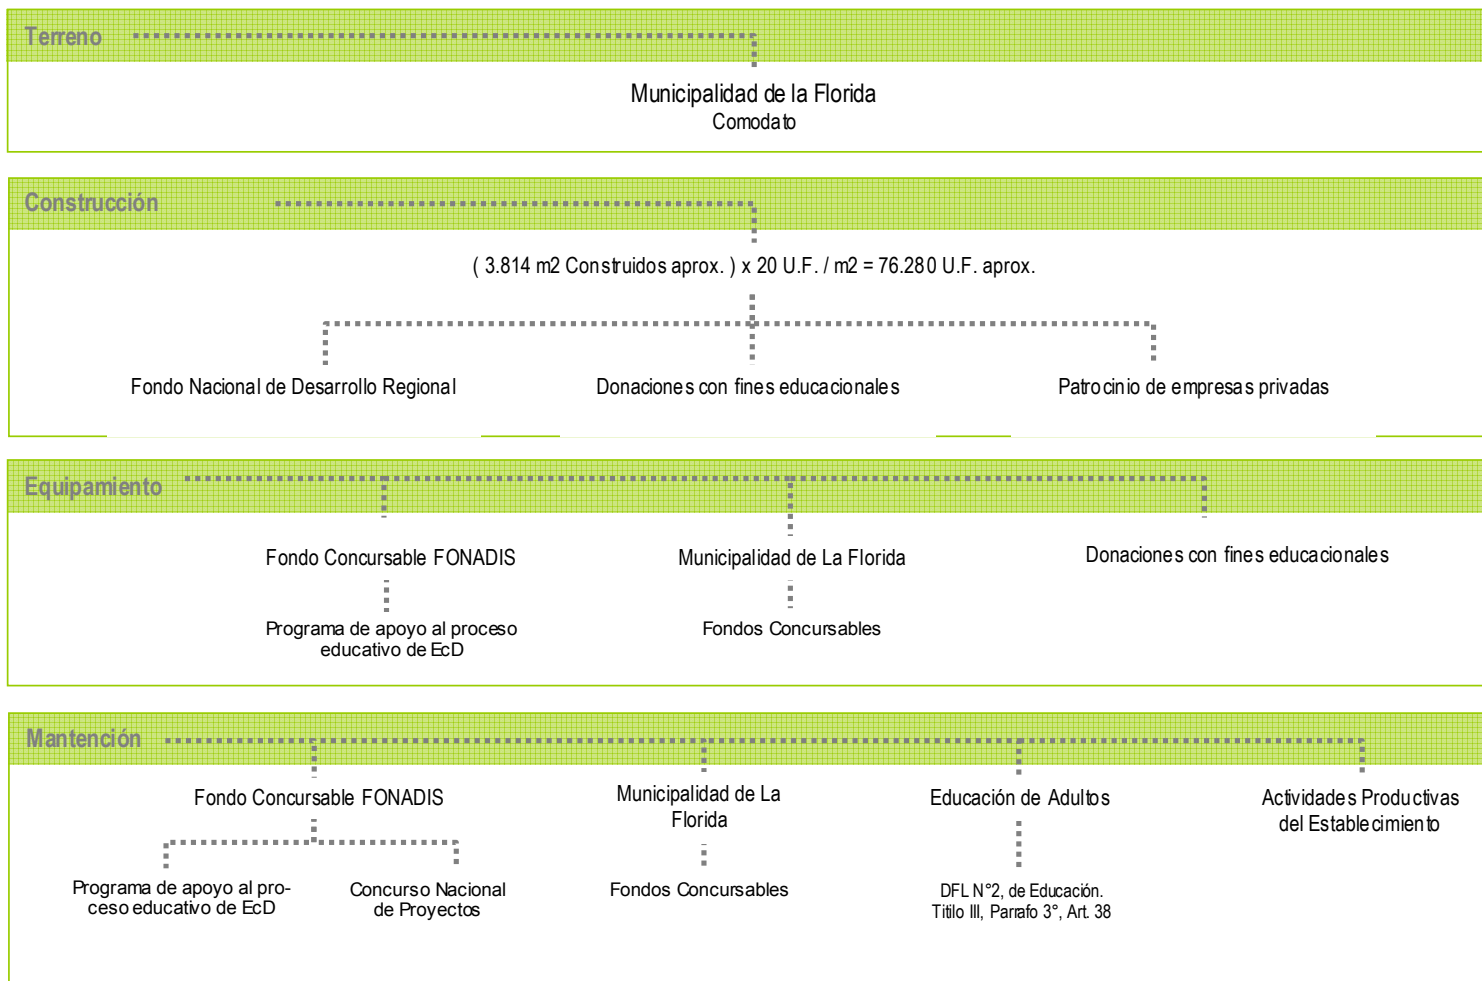 Terreno
Municipalidad de la Florida
Comodato
Construcción
( 3.814 m2 Construidos aprox. ) x 20 U.F. / m2 = 76.280 U.F. aprox.
Fondo Nacional de Desarrollo Regional
Donaciones con fines educacionales
Patrocinio de empresas privadas
Equipamiento
Fondo Concursable FONADIS
Municipalidad de La Florida
Donaciones con fines educacionales
Programa de apoyo al proceso
educativo de EcD
Fondos Concursables
Mantención
Fondo Concursable FONADIS
Municipalidad de La
Florida
Educación de Adultos
Actividades Productivas
del Establecimiento
Programa de apoyo al pro-
ceso educativo de EcD
Concurso Nacional
de Proyectos
Fondos Concursables
DFL N°2, de Educación.
Titilo III, Parrafo 3°, Art. 38